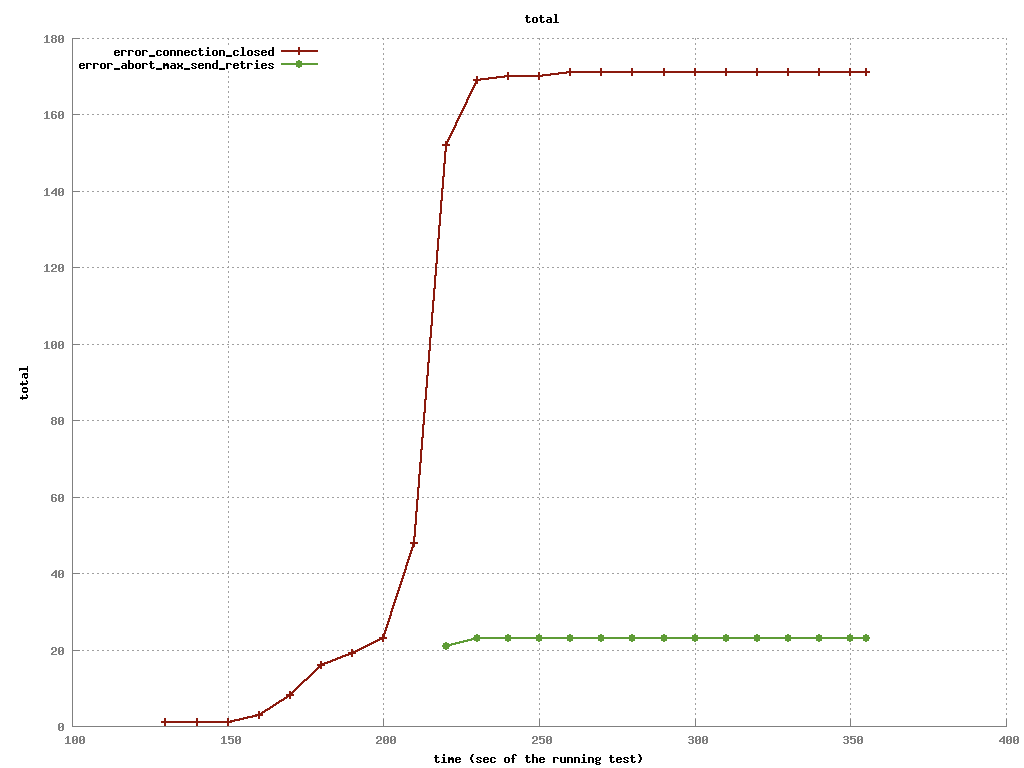 total
180
error_connection_closed
error_abort_max_send_retries
160
140
120
100
total
80
60
40
20
0
100 150 200 250 300 350 400
time (sec of the running test)